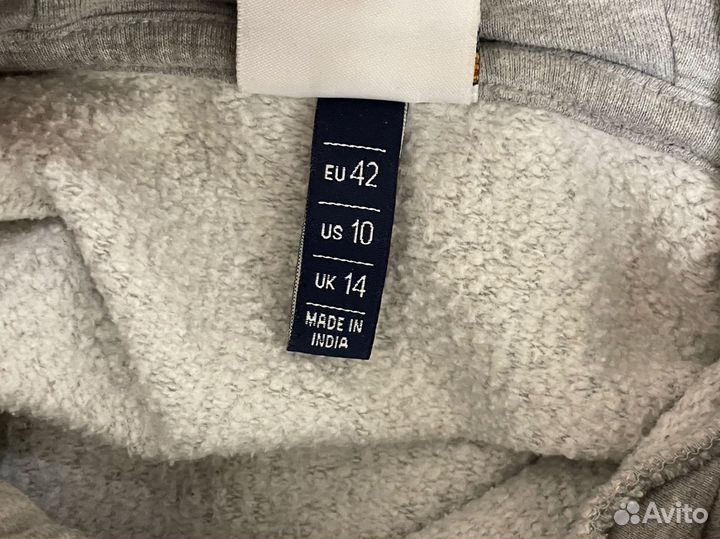 EU 42
US 10
UK 14
MADE IN
INDIA
Avito